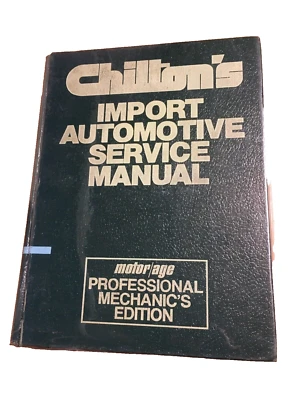 Chilton's
IMPORT
AUTOMOTIVE
SERVICE
MANUAL
motor/age
PROFESSIONAL
MECHANIC'S
EDITION